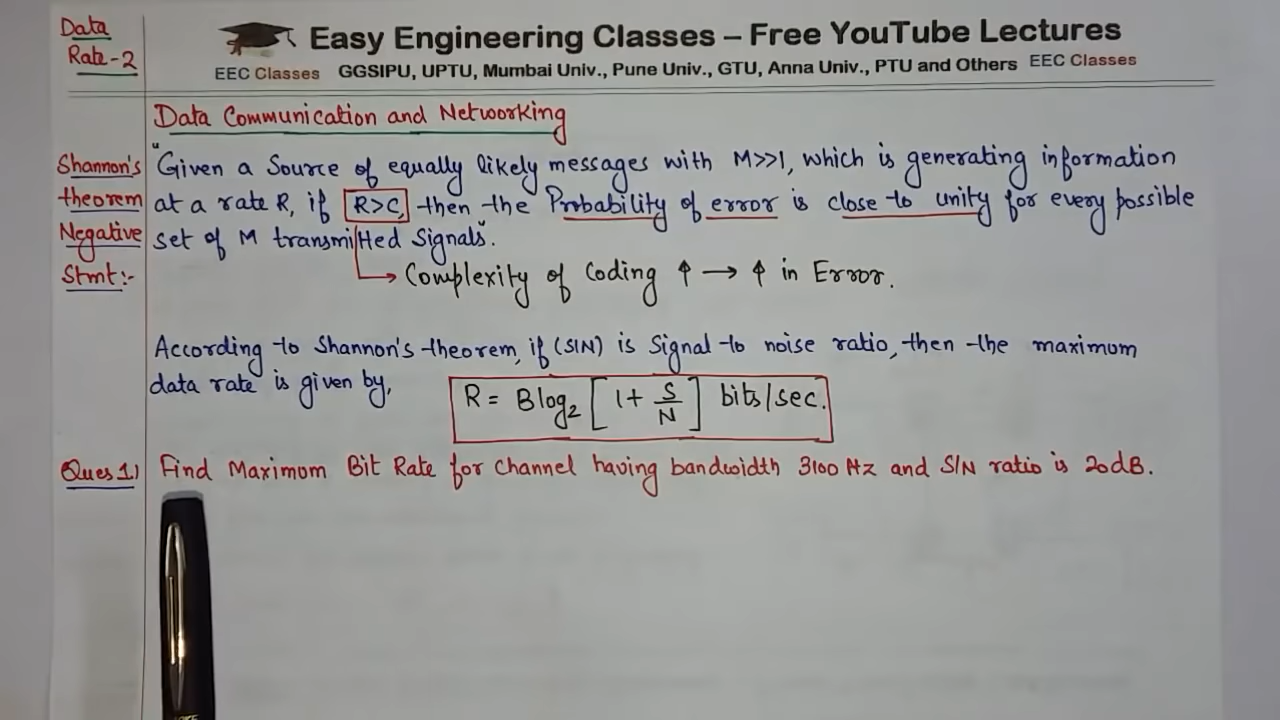 Data
Rate-2
Easy Engineering Classes – Free YouTube Lectures
EEC Classes GGSIPU, UPTU, Mumbai Univ., Pune Univ., GTU, Anna Univ., PTU and Others EEC Classes
Data Communication and Networking
Shannon's
theorem
Negative
Stmt:-
"Given a Source of equally likely messages with M>>1, which is generating information
at a rate R, if R>C, then the Probability of error is close to unity for every possible
set of M transmitted Signals".
→ Complexity of Coding ↑ → ↑ in Error.
According to Shannon's theorem, if (S/N) is Signal to noise ratio, then the maximum
data rate is given by,
R = Blog₂ [1+ S/N] bits/sec.
Ques 1) Find Maximum Bit Rate for Channel having bandwidth 3100 Hz and S/N ratio is 20dB.